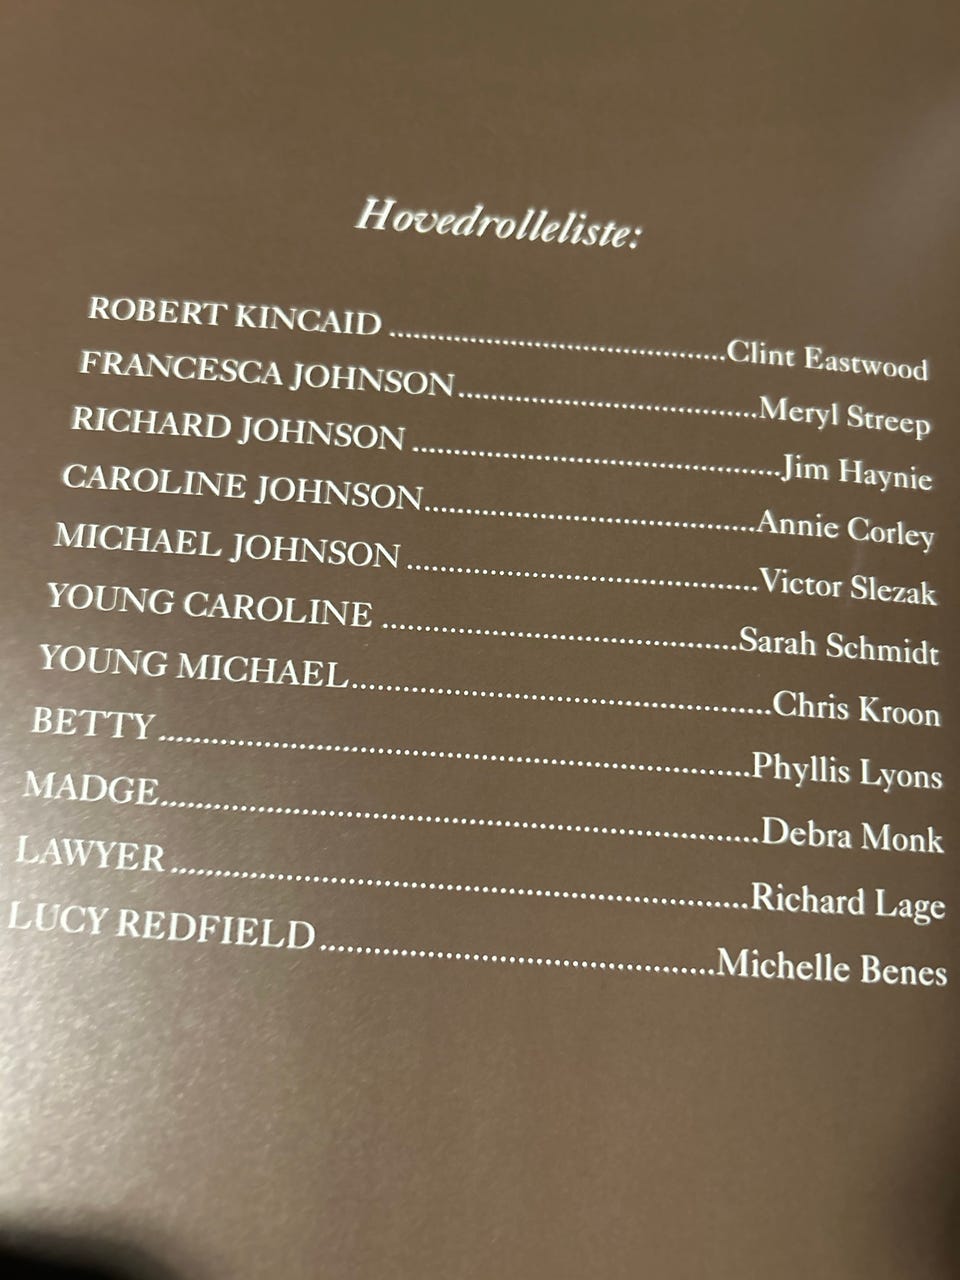 Hovedrolleliste:
ROBERT KINCAID ........................................Clint Eastwood
FRANCESCA JOHNSON....................................Meryl Streep
RICHARD JOHNSON ............................................Jim Haynie
CAROLINE JOHNSON.......................................Annie Corley
MICHAEL JOHNSON .........................................Victor Slezak
YOUNG CAROLINE .........................................Sarah Schmidt
YOUNG MICHAEL.................................................Chris Kroon
BETTY.....................................................................Phyllis Lyons
MADGE.....................................................................Debra Monk
LAWYER...................................................................Richard Lage
LUCY REDFIELD..............................................Michelle Benes